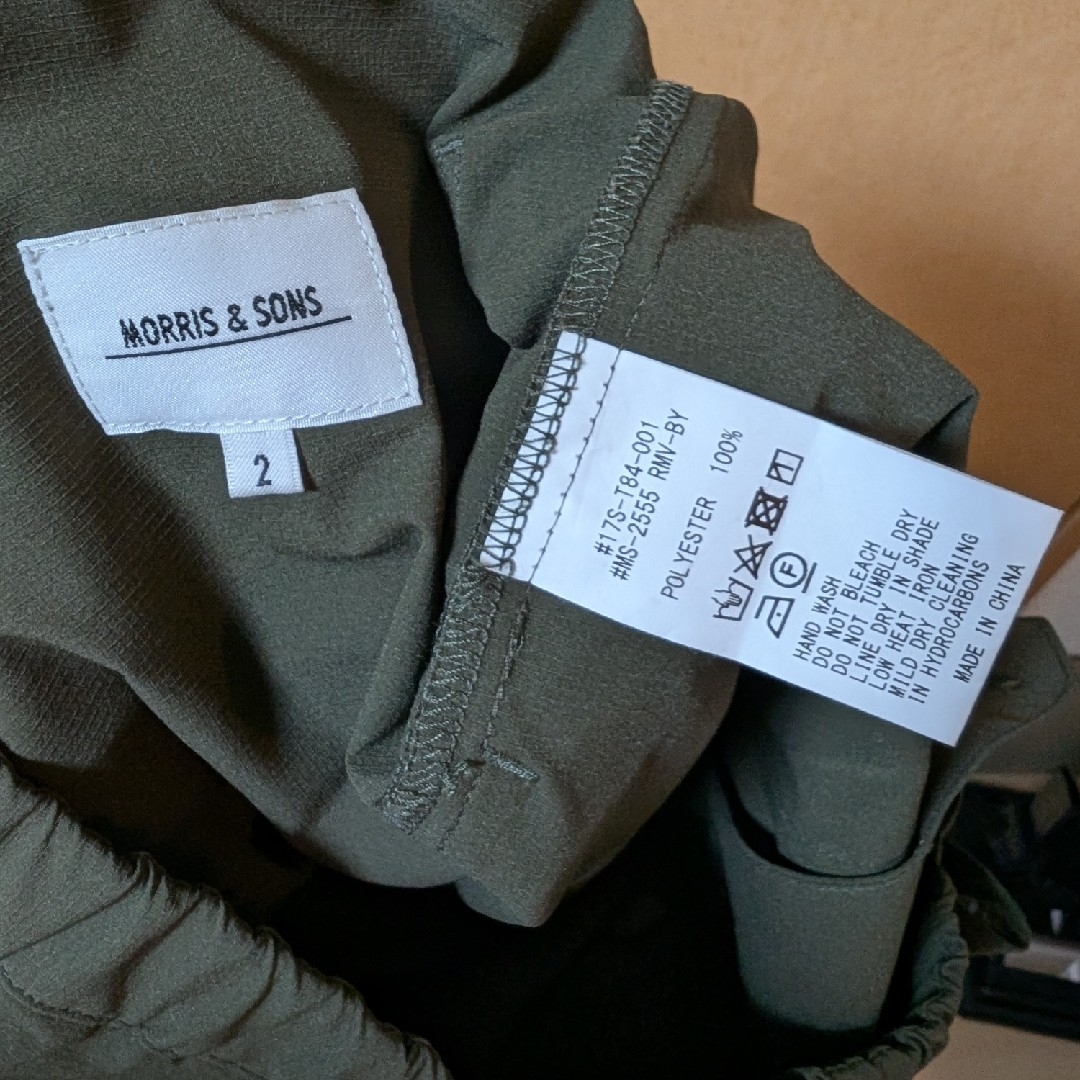 MORRIS & SONS
2
#17S-T84-001
#MS-2555 RMV-BY
POLYESTER 100%
F
HAND WASH
DO NOT BLEACH
DO NOT TUMBLE DRY
LINE DRY IN SHADE
LOW HEAT IRON
MILD DRY CLEANING
IN HYDROCARBONS
MADE IN CHINA